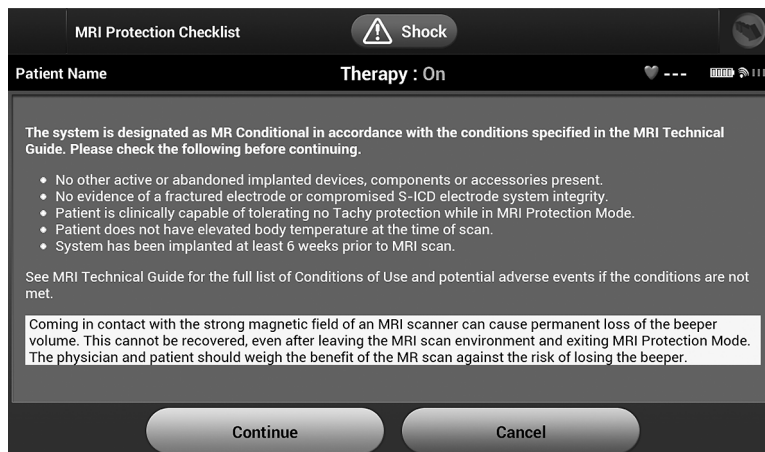 MRI Protection Checklist
Shock
Patient Name
Therapy : On
---
The system is designated as MR Conditional in accordance with the conditions specified in the MRI Technical
Guide. Please check the following before continuing.
• No other active or abandoned implanted devices, components or accessories present.
• No evidence of a fractured electrode or compromised S-ICD electrode system integrity.
• Patient is clinically capable of tolerating no Tachy protection while in MRI Protection Mode.
• Patient does not have elevated body temperature at the time of scan.
• System has been implanted at least 6 weeks prior to MRI scan.
See MRI Technical Guide for the full list of Conditions of Use and potential adverse events if the conditions are not
met.
Coming in contact with the strong magnetic field of an MRI scanner can cause permanent loss of the beeper
volume. This cannot be recovered, even after leaving the MRI scan environment and exiting MRI Protection Mode.
The physician and patient should weigh the benefit of the MR scan against the risk of losing the beeper.
Continue
Cancel